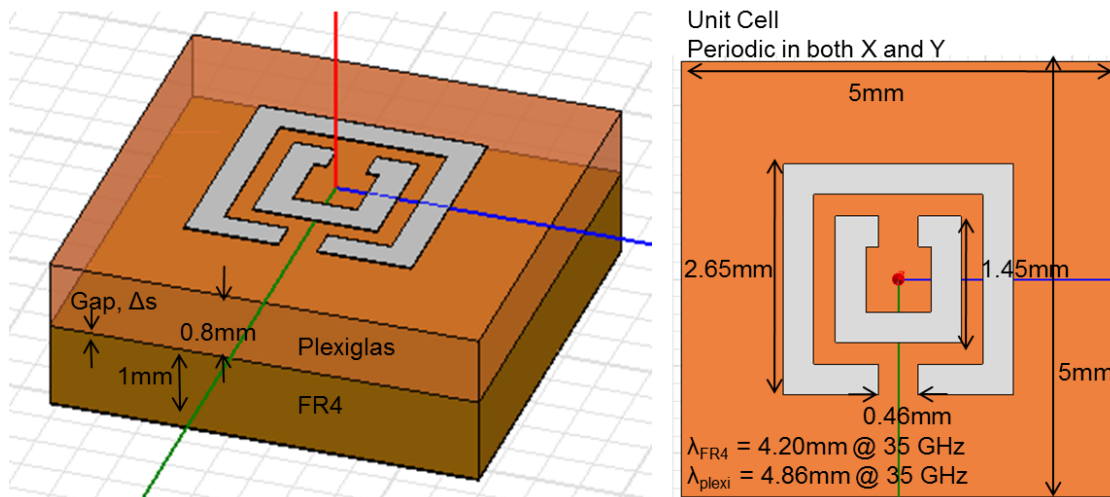 Gap, Δs
0.8mm
1mm
Plexiglas
FR4
Unit Cell
Periodic in both X and Y
5mm
2.65mm
1.45mm
5mm
0.46mm
λFR4 = 4.20mm @ 35 GHz
λplexi = 4.86mm @ 35 GHz